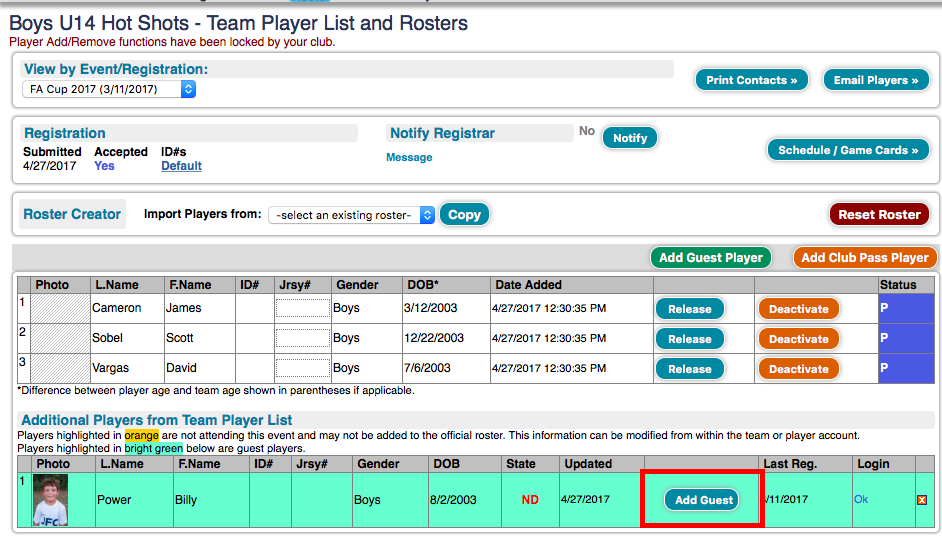 Boys U14 Hot Shots - Team Player List and Rosters
Player Add/Remove functions have been locked by your club.
View by Event/Registration:
FA Cup 2017 (3/11/2017)
Print Contacts »
Email Players »
Registration
Notify Registrar
No
Notify
Submitted Accepted ID#s
4/27/2017 Yes Default
Message
Schedule / Game Cards »
Roster Creator
Import Players from:
-select an existing roster-
Copy
Reset Roster
Add Guest Player
Add Club Pass Player
Photo L.Name F.Name ID# Jrsy# Gender DOB* Date Added Status
1 Cameron James Boys 3/12/2003 4/27/2017 12:30:35 PM Release Deactivate P
2 Sobel Scott Boys 12/22/2003 4/27/2017 12:30:35 PM Release Deactivate P
3 Vargas David Boys 7/6/2003 4/27/2017 12:30:35 PM Release Deactivate P
*Difference between player age and team age shown in parentheses if applicable.
Additional Players from Team Player List
Players highlighted in orange are not attending this event and may not be added to the official roster. This information can be modified from within the team or player account.
Players highlighted in bright green below are guest players.
Photo L.Name F.Name ID# Jrsy# Gender DOB State Updated Last Reg. Login
1 Power Billy Boys 8/2/2003 ND 4/27/2017 Add Guest /11/2017 Ok X